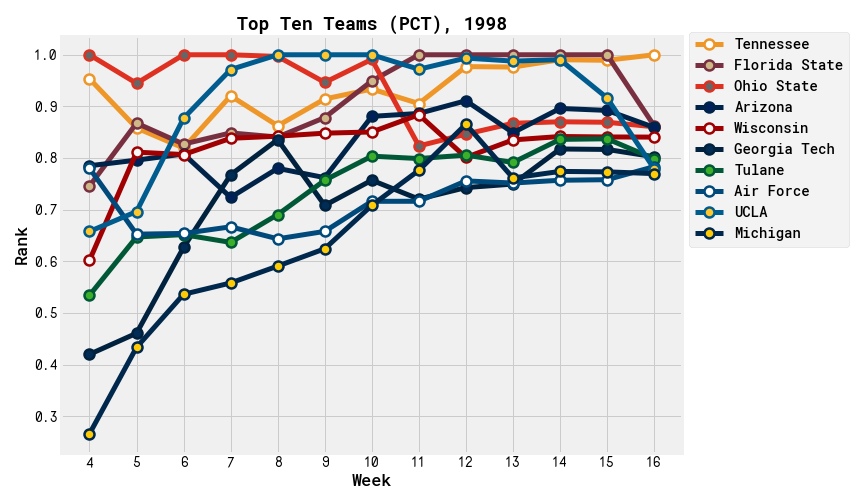 Top Ten Teams (PCT), 1998
1.0
0.9
0.8
0.7
0.6
0.5
0.4
0.3
Rank
4 5 6 7 8 9 10 11 12 13 14 15 16
Week
Tennessee
Florida State
Ohio State
Arizona
Wisconsin
Georgia Tech
Tulane
Air Force
UCLA
Michigan